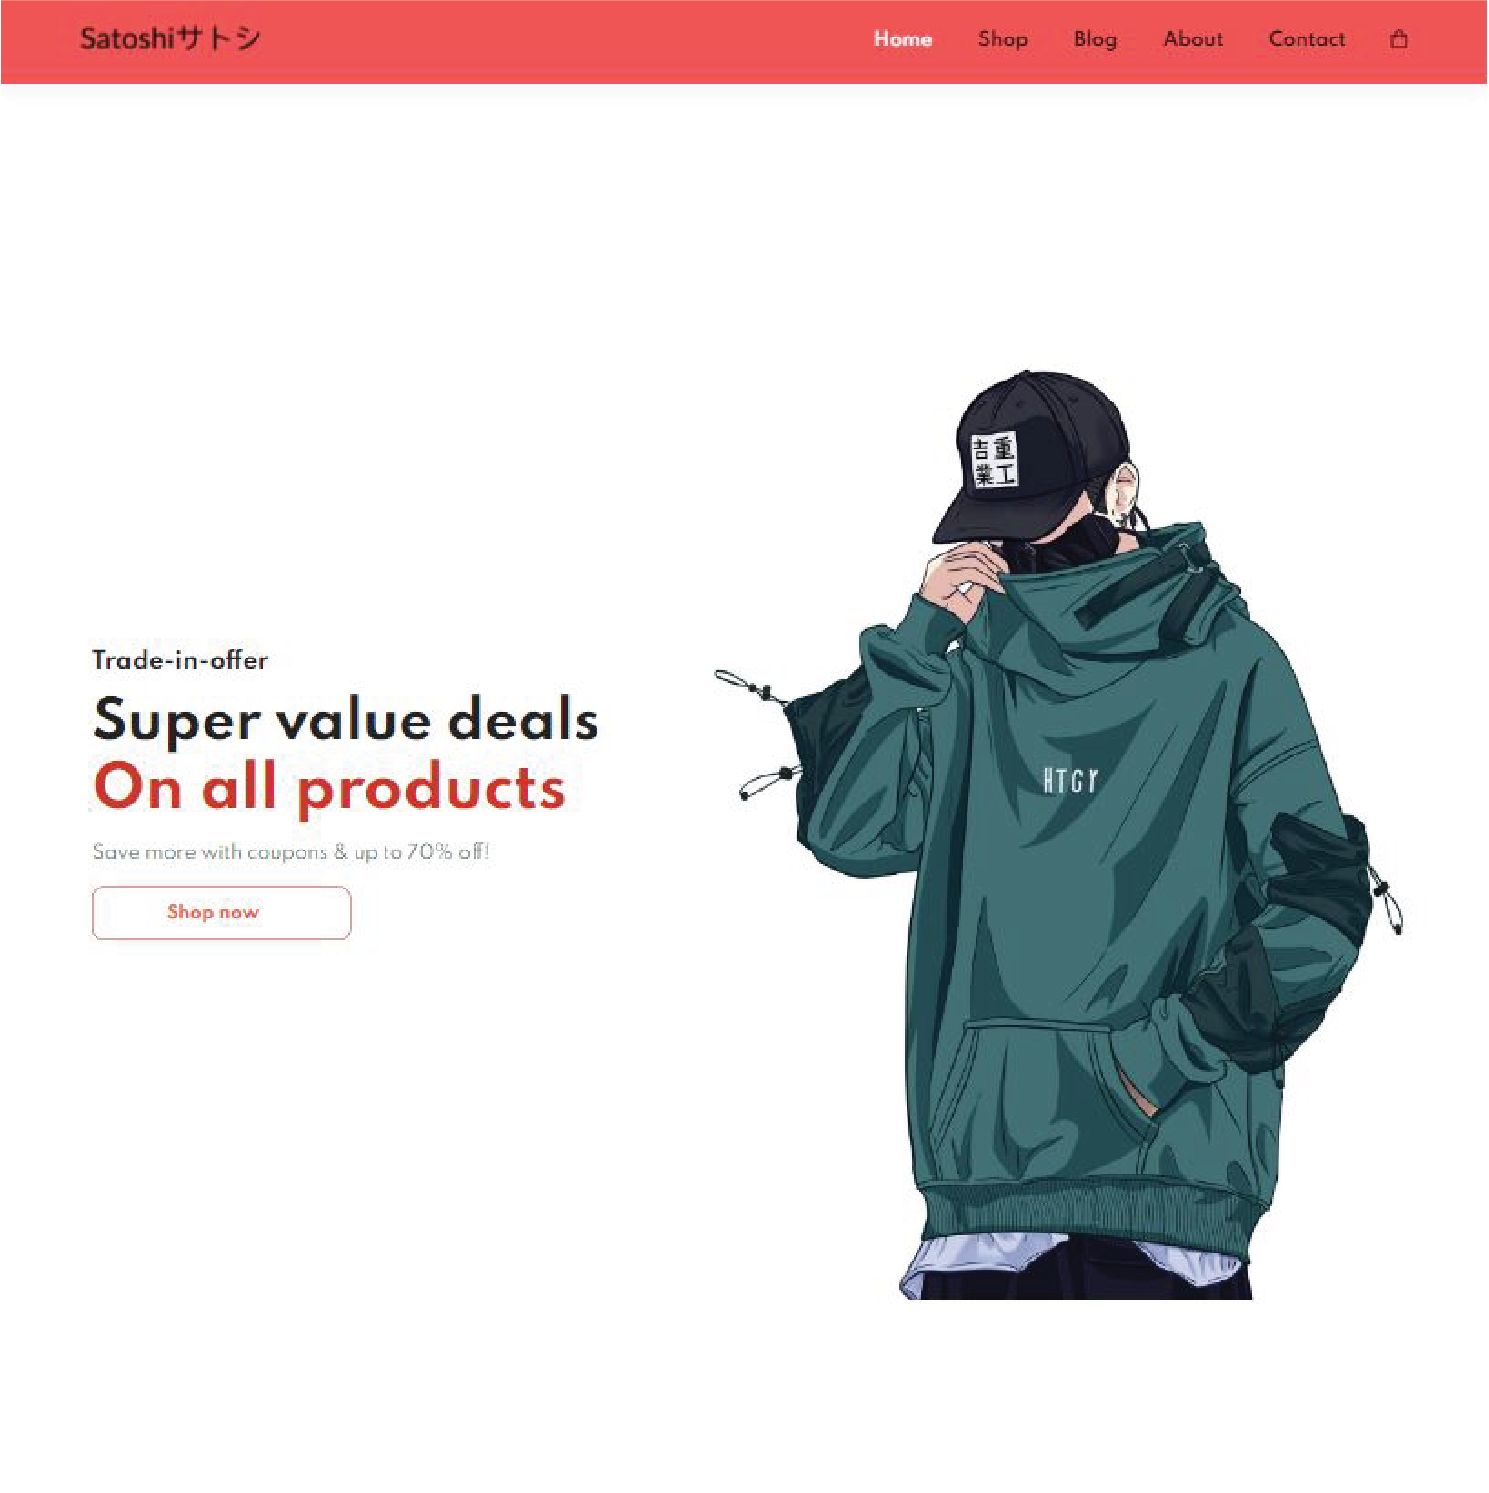 Satoshiサトシ
Home Shop Blog About Contact
吉重
業工
Trade-in-offer
Super value deals
On all products
Save more with coupons & up to 70% off!
Shop now
HTGY